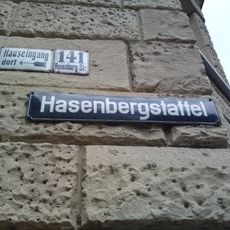 Hauseingang
dort
141
Reinsburg Str.
Hasenbergstaffel